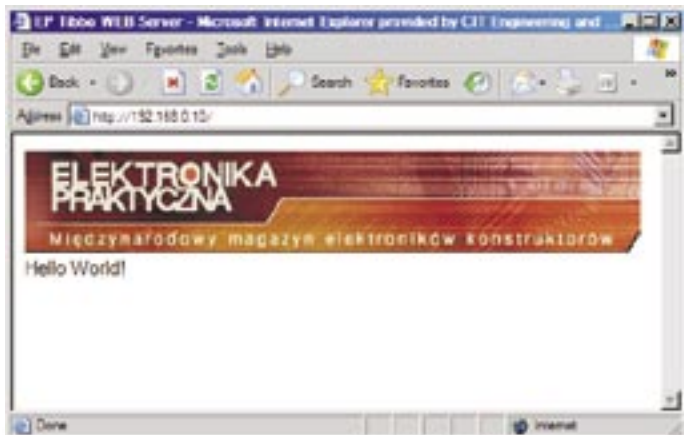 EP Tibbo WEB Server - Microsoft Internet Explorer provided by CIT Engineering and ...
File Edit View Favorites Tools Help
Back Search Favorites
Address http://192.168.0.10/
ELEKTRONIKA
PRAKTYCZNA
Międzynarodowy magazyn elektroników konstruktorów
Hello World!
Done Internet